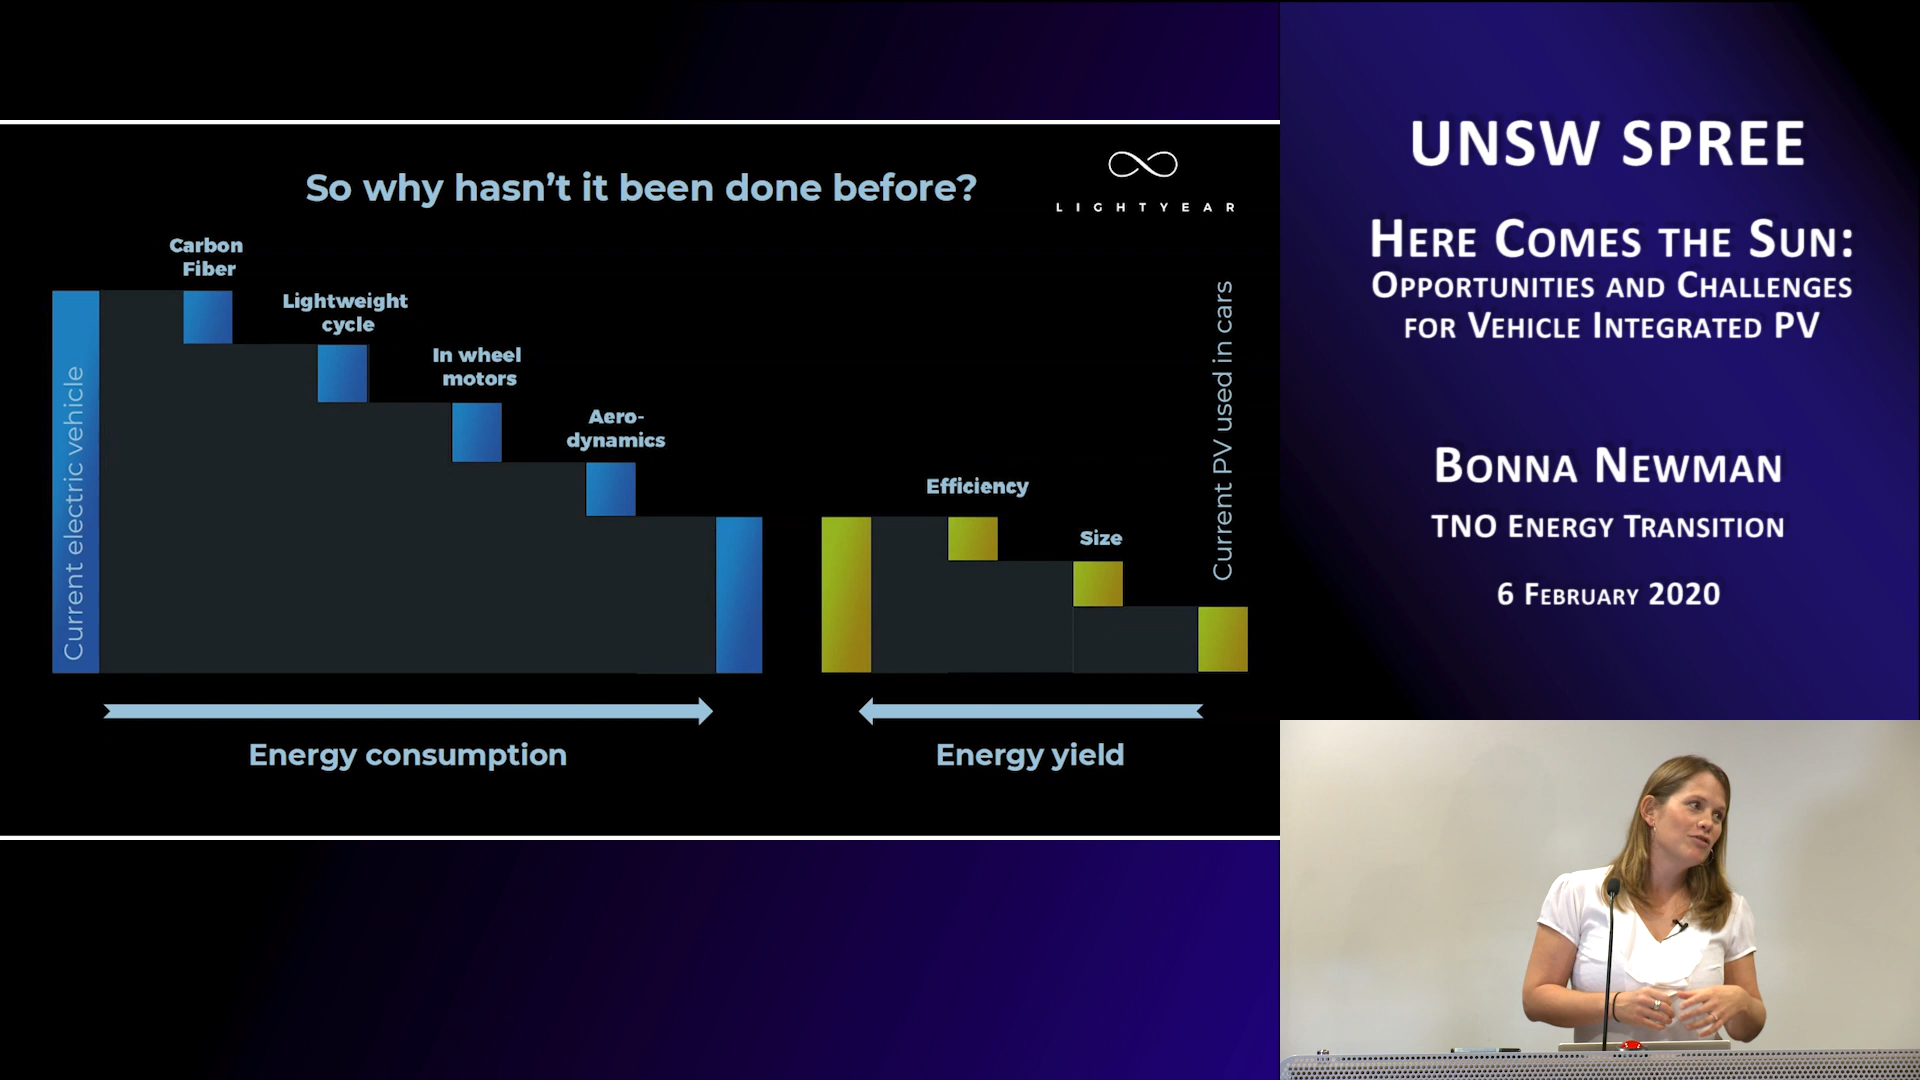 So why hasn't it been done before?
LIGHTYEAR
Carbon
Fiber
Lightweight
cycle
In wheel
motors
Aero-
dynamics
Current electric vehicle
Energy consumption
Efficiency
Size
Current PV used in cars
Energy yield
UNSW SPREE
HERE COMES THE SUN:
OPPORTUNITIES AND CHALLENGES
FOR VEHICLE INTEGRATED PV
BONNA NEWMAN
TNO ENERGY TRANSITION
6 FEBRUARY 2020